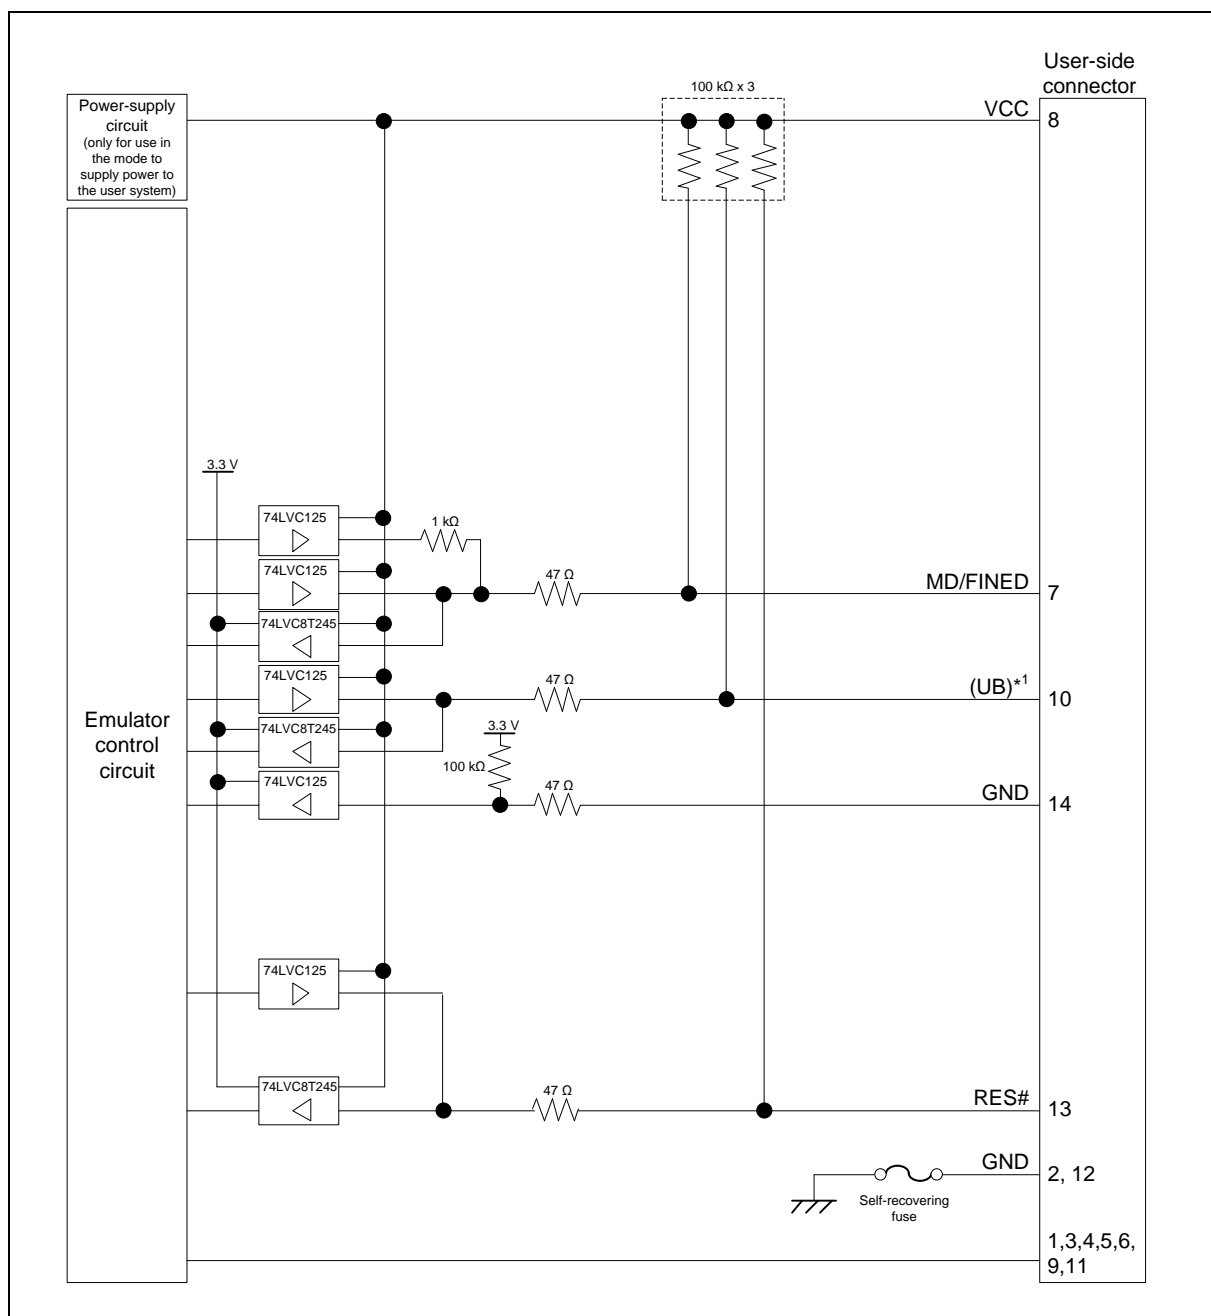 User-side
connector
Power-supply
circuit
(only for use in
the mode to
supply power to
the user system)
100 kΩ x 3
VCC
8
3.3 V
74LVC125
1 kΩ
74LVC125
47 Ω
MD/FINED
7
74LVC8T245
74LVC125
47 Ω
(UB)*1
10
Emulator
control
circuit
74LVC8T245
3.3 V
100 kΩ
74LVC125
47 Ω
GND
14
74LVC125
74LVC8T245
47 Ω
RES#
13
GND
2, 12
Self-recovering
fuse
1,3,4,5,6,
9,11